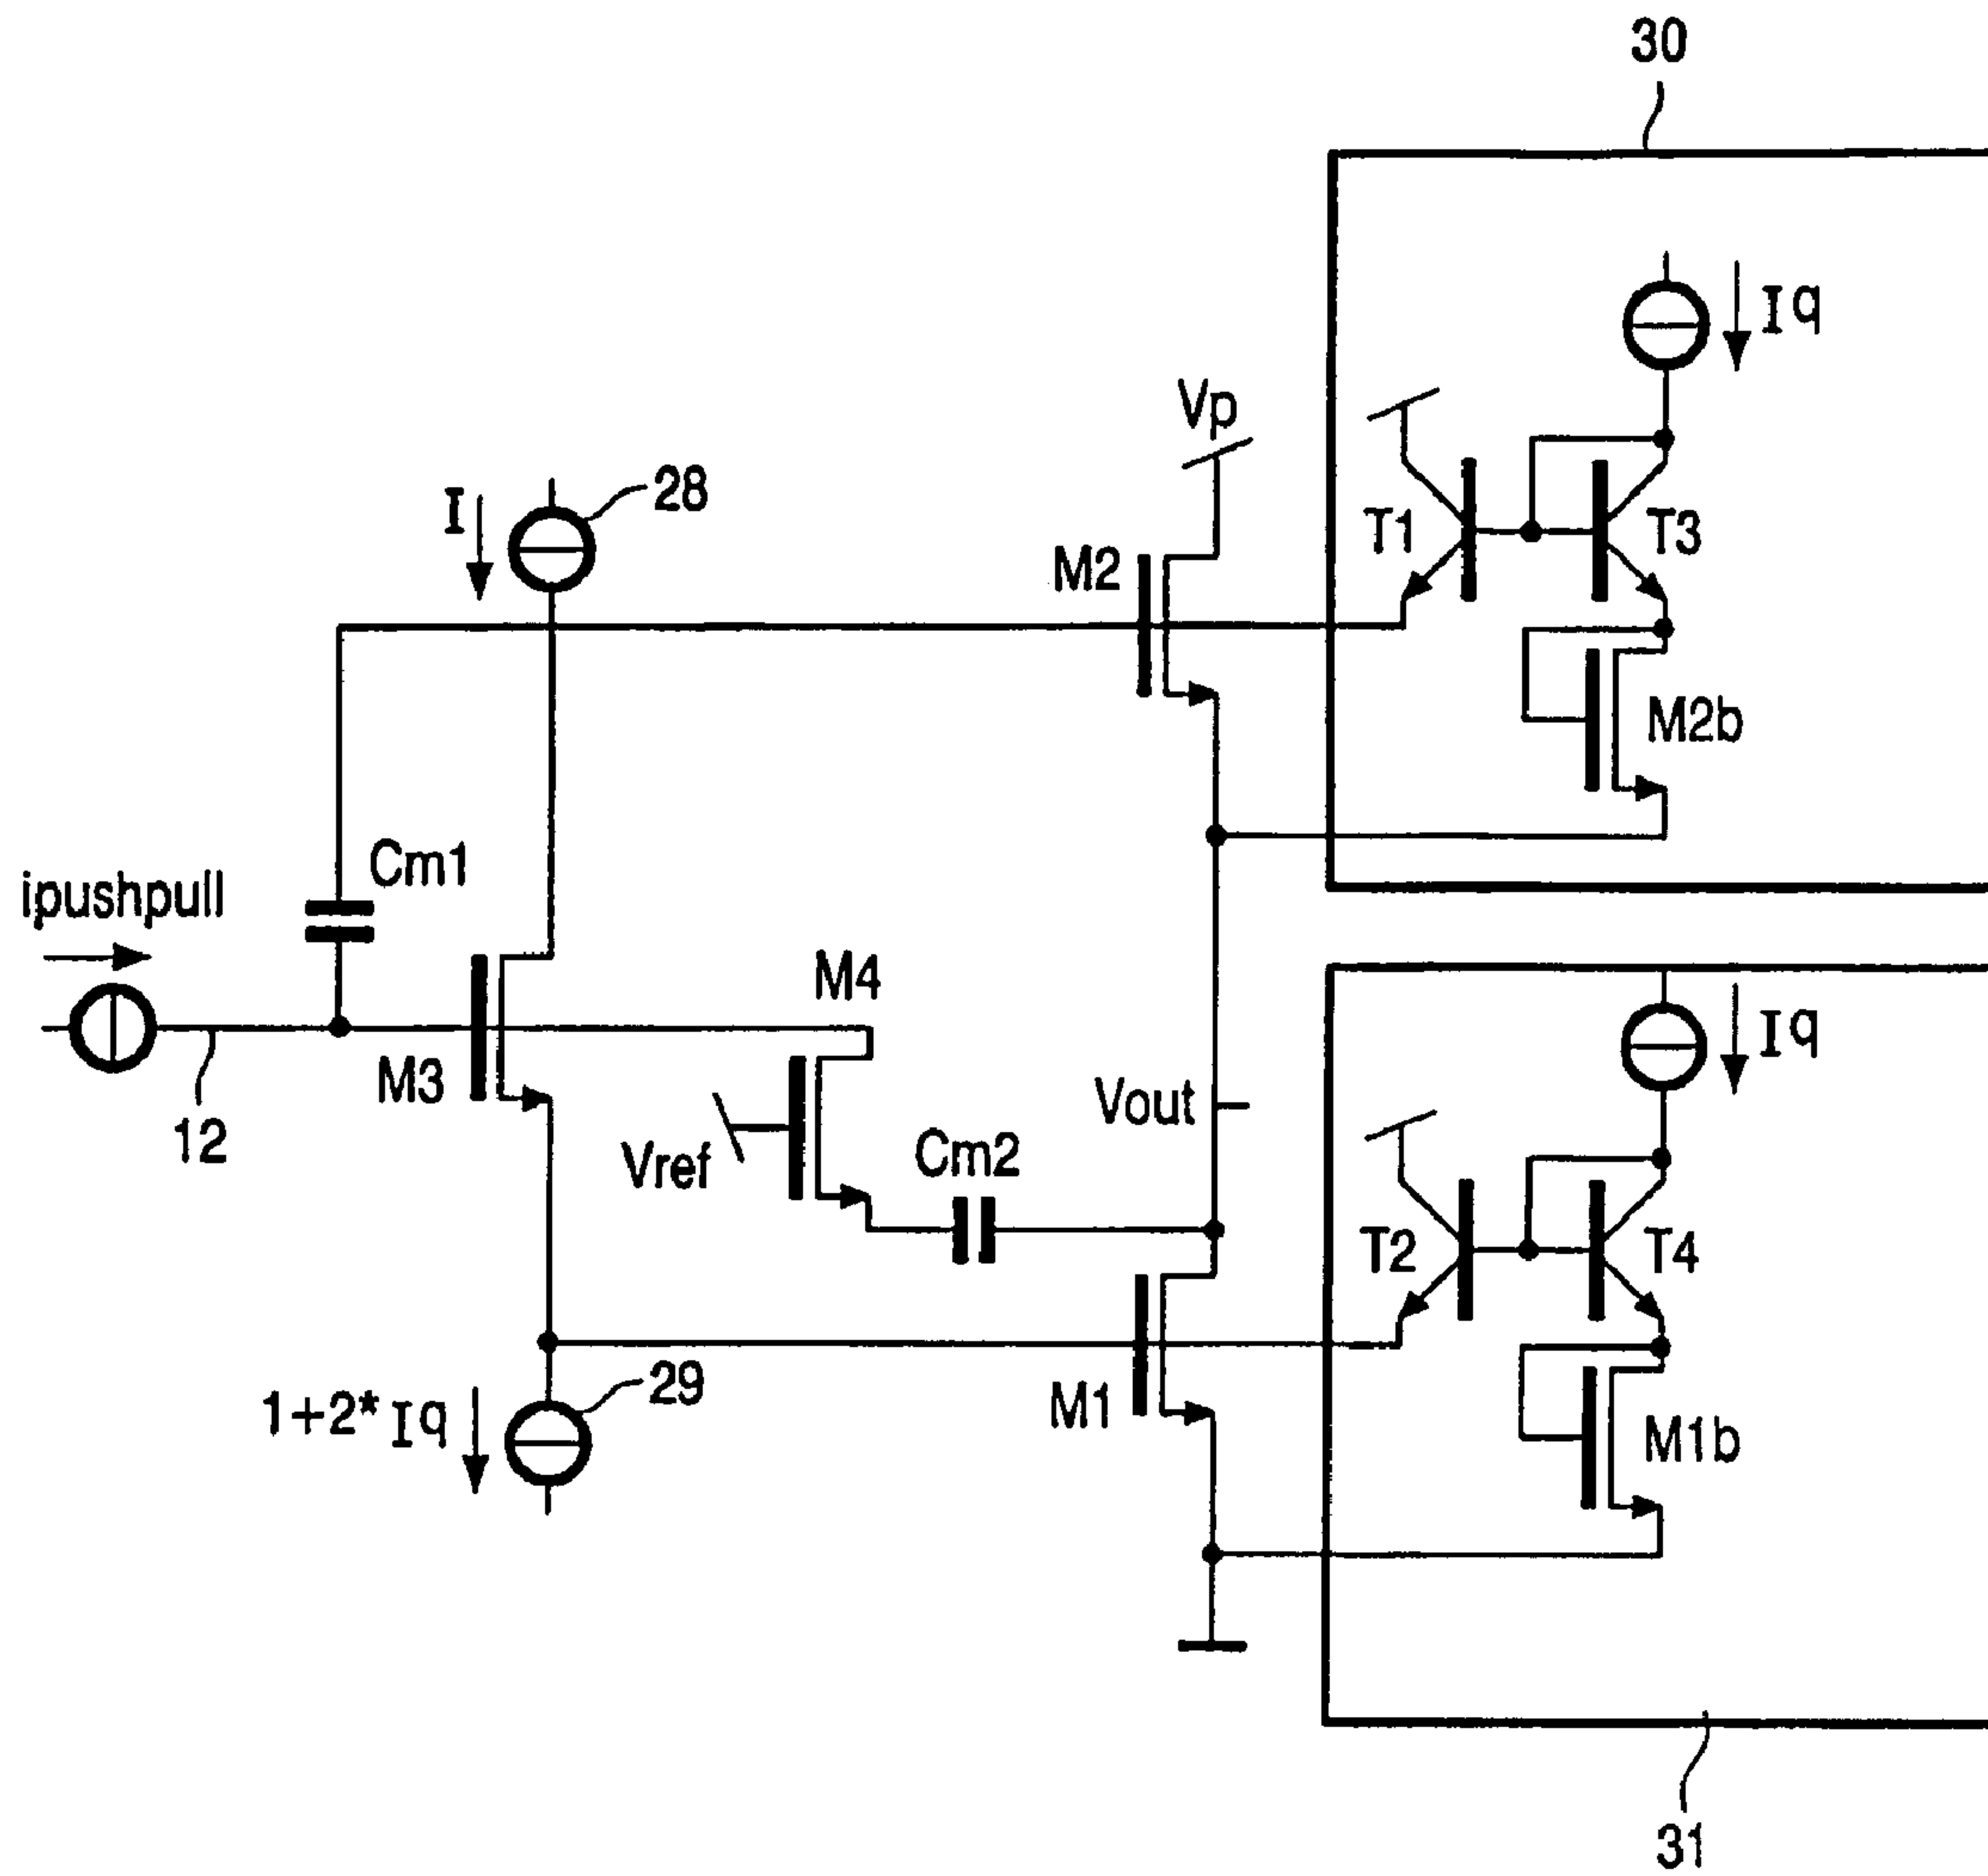 30
Iq
Vp
I
28
M2
T1
T3
M2b
Cm1
ipushpull
M4
Iq
M3
Vout
12
Vref
Cm2
T2
T4
29
1+2*Iq
M1
M1b
31